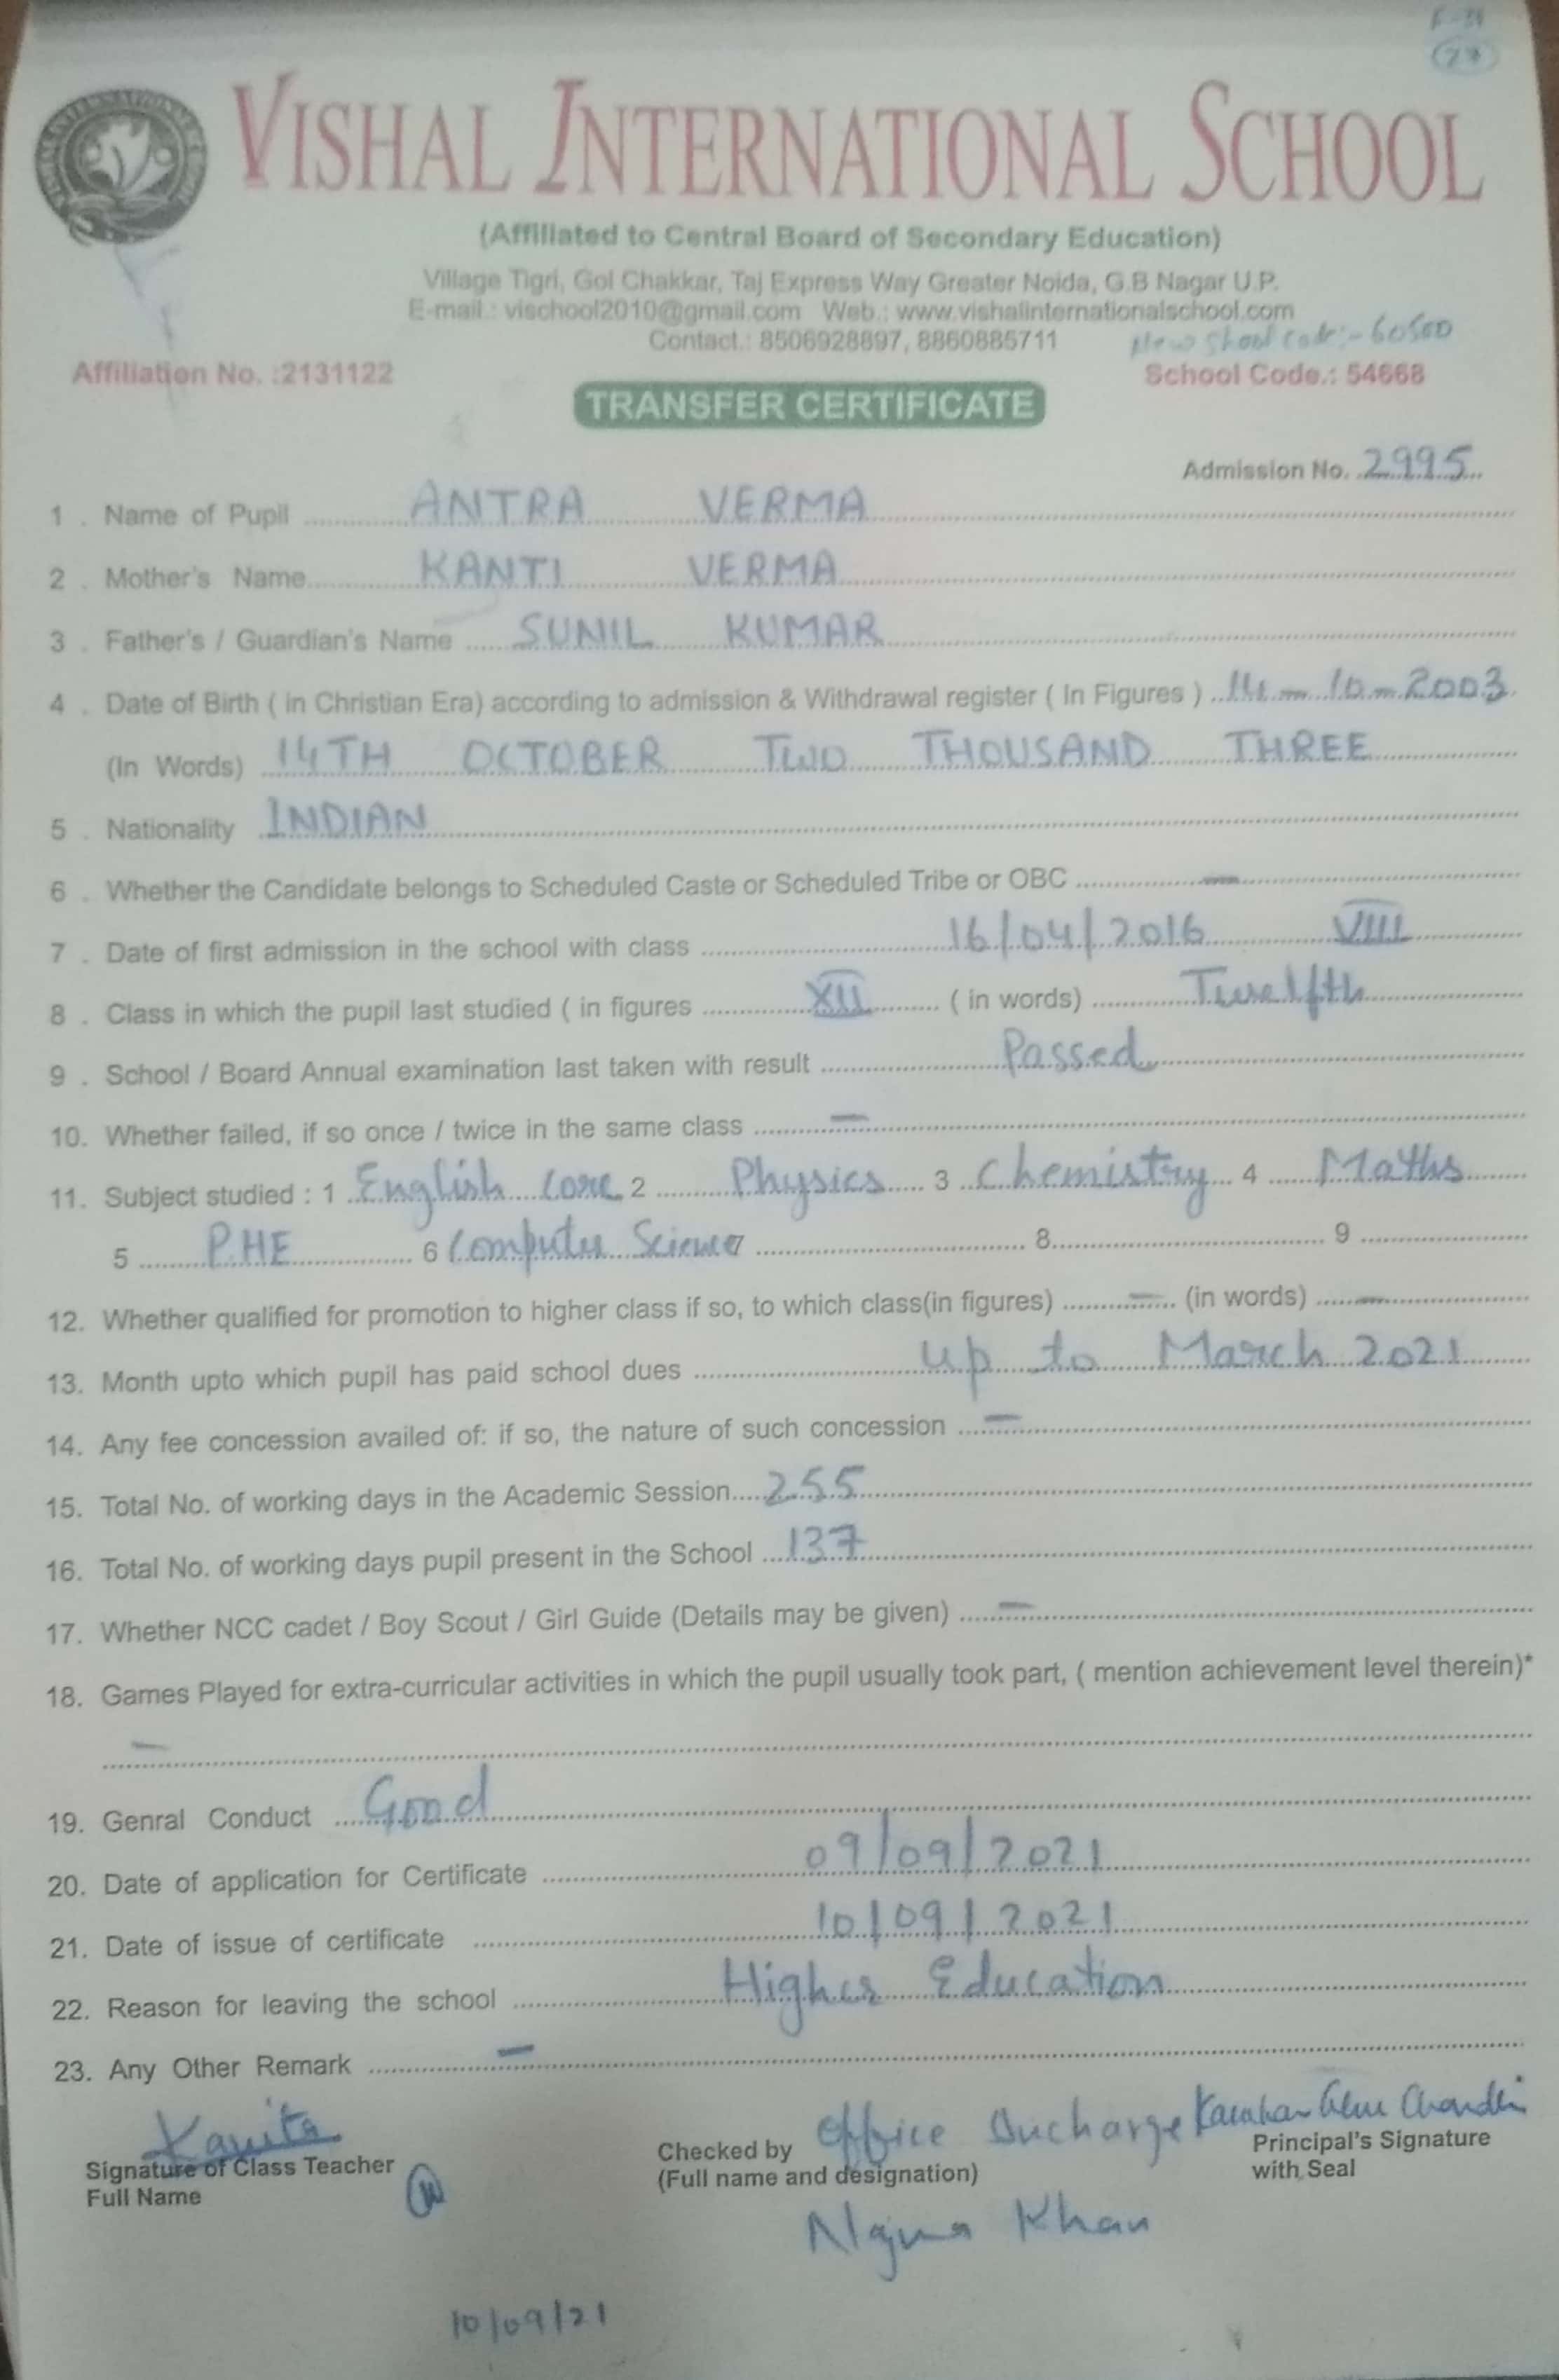 F-31
27
VISHAL INTERNATIONAL SCHOOL
(Affiliated to Central Board of Secondary Education)
Village Tigri, Gol Chakkar, Taj Express Way Greater Noida, G.B Nagar U.P.
E-mail.: vischool2010@gmail.com Web.: www.vishalinternationalschool.com
Contact.: 8506928897, 8860885711
New School Code:- 60500
Affiliation No. :2131122 School Code.: 54668
TRANSFER CERTIFICATE
Admission No. 2995
1 . Name of Pupil ANTRA VERMA
2 . Mother's Name KANTI VERMA
3 . Father's / Guardian's Name SUNIL KUMAR
4 . Date of Birth ( in Christian Era) according to admission & Withdrawal register ( In Figures ) 14 - 10 - 2003
(In Words) 14TH OCTOBER TWO THOUSAND THREE
5 . Nationality INDIAN
6 . Whether the Candidate belongs to Scheduled Caste or Scheduled Tribe or OBC —
7 . Date of first admission in the school with class 16/04/2016 VIII
8 . Class in which the pupil last studied ( in figures XII ( in words) Twelfth
9 . School / Board Annual examination last taken with result Passed
10. Whether failed, if so once / twice in the same class —
11. Subject studied : 1 English core 2 Physics 3 Chemistry 4 Maths
5 PHE 6 Computer Science 7 8 9
12. Whether qualified for promotion to higher class if so, to which class(in figures) — (in words) —
13. Month upto which pupil has paid school dues up to March 2021
14. Any fee concession availed of: if so, the nature of such concession —
15. Total No. of working days in the Academic Session 255
16. Total No. of working days pupil present in the School 137
17. Whether NCC cadet / Boy Scout / Girl Guide (Details may be given) —
18. Games Played for extra-curricular activities in which the pupil usually took part, ( mention achievement level therein)*
—
19. Genral Conduct Good
20. Date of application for Certificate 09/09/2021
21. Date of issue of certificate 10/09/2021
22. Reason for leaving the school Higher Education
23. Any Other Remark —
Kavita Office Incharge
Signature of Class Teacher Checked by Principal's Signature
Full Name (Full name and designation) with Seal
Khan
10/09/21